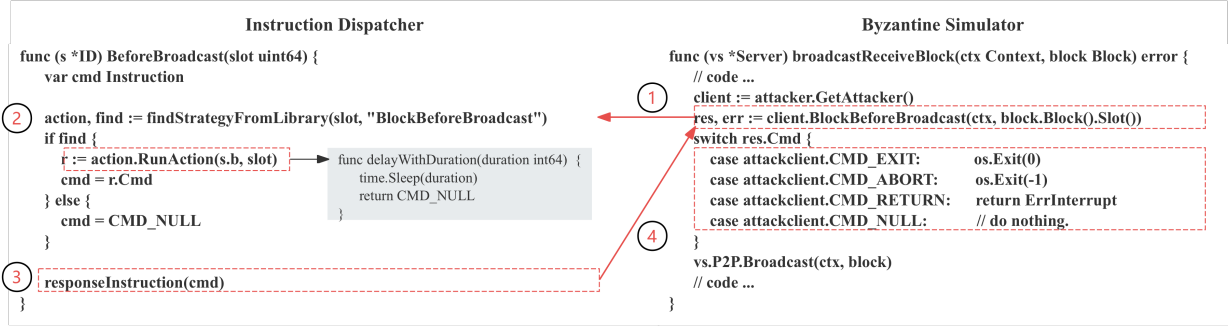 Instruction Dispatcher
func (s *ID) BeforeBroadcast(slot uint64) {
var cmd Instruction
2
action, find := findStrategyFromLibrary(slot, "BlockBeforeBroadcast")
if find {
r := action.RunAction(s.b, slot)
cmd = r.Cmd
} else {
cmd = CMD_NULL
}
3
responseInstruction(cmd)
}
func delayWithDuration(duration int64) {
time.Sleep(duration)
return CMD_NULL
}
1
4
Byzantine Simulator
func (vs *Server) broadcastReceiveBlock(ctx Context, block Block) error {
// code ...
client := attacker.GetAttacker()
res, err := client.BlockBeforeBroadcast(ctx, block.Block().Slot())
switch res.Cmd {
case attackclient.CMD_EXIT: os.Exit(0)
case attackclient.CMD_ABORT: os.Exit(-1)
case attackclient.CMD_RETURN: return ErrInterrupt
case attackclient.CMD_NULL: // do nothing.
}
vs.P2P.Broadcast(ctx, block)
// code ...
}